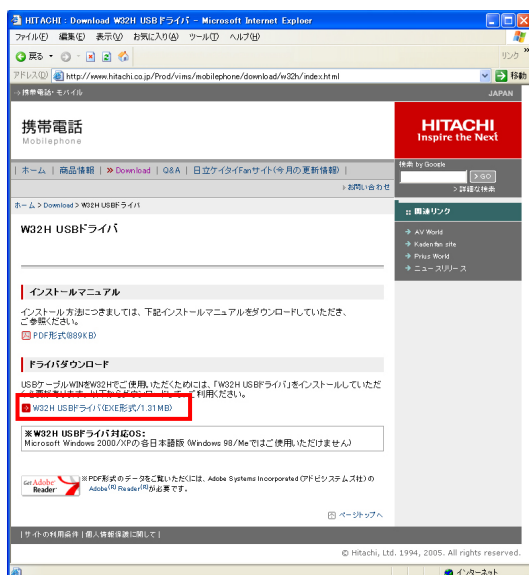 HITACHI : Download W32H USBドライバ - Microsoft Internet Exploer
ファイル(F) 編集(E) 表示(V) お気に入り(A) ツール(T) ヘルプ(H)
戻る リンク »
アドレス(D) http://www.hitachi.co.jp/Prod/vims/mobilephone/download/w32h/index.html 移動
携帯電話・モバイル JAPAN
携帯電話
Mobilephone
HITACHI
Inspire the Next
| ホーム | 商品情報 | » Download | Q&A | 日立ケイタイFanサイト(今月の更新情報) |
検索 by Google
> GO
> お問い合わせ
> 詳細な検索
ホーム > Download > W32H USBドライバ
W32H USBドライバ
:: 関連リンク
AV World
Kaden fan site
Prius World
ニュースリリース
インストールマニュアル
インストール方法につきましては、下記インストールマニュアルをダウンロードしていただき、
ご参照ください。
PDF形式(889KB)
ドライバダウンロード
USBケーブルWINをW32Hでご使用いただくためには、「W32H USBドライバ」をインストールしていただ
ご利用ください。
W32H USBドライバ(EXE形式/1.31MB)
※W32H USBドライバ対応OS:
Microsoft Windows 2000/XPの各日本語版 (Windows 98/Meではご使用いただけません)
Get Adobe Reader
※PDF形式のデータをご覧いただくには、Adobe Systems Incorporated (アドビシステムズ社) の
Adobe(R) Reader(R)が必要です。
ページトップへ
| サイトの利用条件 | 個人情報保護に関して |
© Hitachi, Ltd. 1994, 2005. All rights reserved.
インターネット